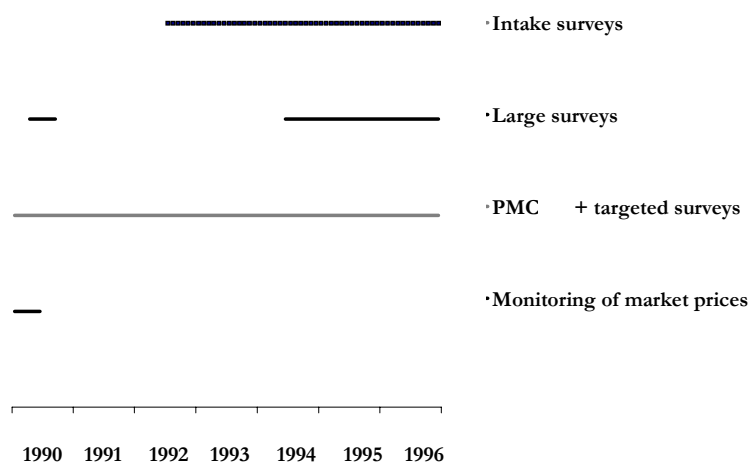 Intake surveys
Large surveys
PMC + targeted surveys
Monitoring of market prices
1990 1991 1992 1993 1994 1995 1996